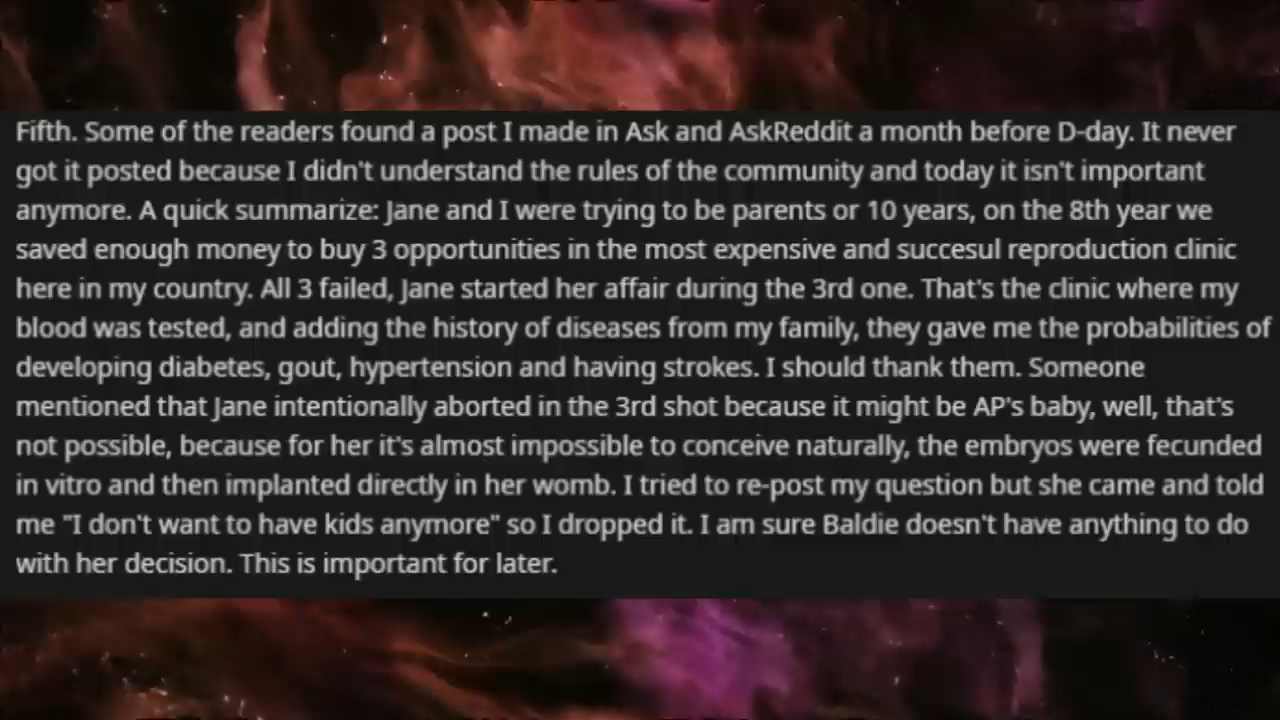 Fifth. Some of the readers found a post I made in Ask and AskReddit a month before D-day. It never
got it posted because I didn't understand the rules of the community and today it isn't important
anymore. A quick summarize: Jane and I were trying to be parents or 10 years, on the 8th year we
saved enough money to buy 3 opportunities in the most expensive and succesul reproduction clinic
here in my country. All 3 failed, Jane started her affair during the 3rd one. That's the clinic where my
blood was tested, and adding the history of diseases from my family, they gave me the probabilities of
developing diabetes, gout, hypertension and having strokes. I should thank them. Someone
mentioned that Jane intentionally aborted in the 3rd shot because it might be AP's baby, well, that's
not possible, because for her it's almost impossible to conceive naturally, the embryos were fecunded
in vitro and then implanted directly in her womb. I tried to re-post my question but she came and told
me "I don't want to have kids anymore" so I dropped it. I am sure Baldie doesn't have anything to do
with her decision. This is important for later.